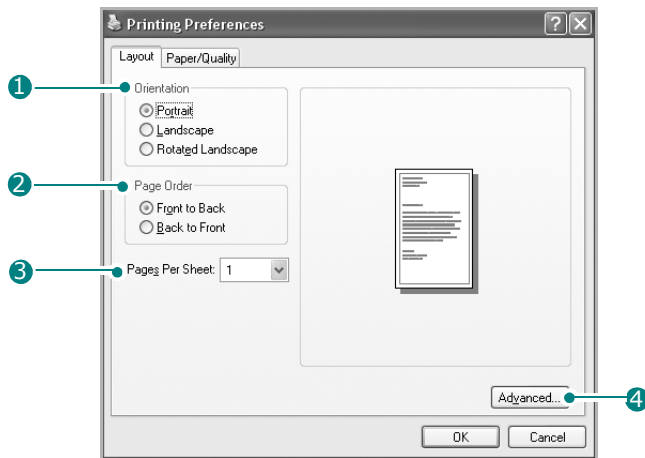 Printing Preferences
Layout Paper/Quality
1 Orientation
Portrait
Landscape
Rotated Landscape
2 Page Order
Front to Back
Back to Front
3 Pages Per Sheet: 1
Advanced... 4
OK Cancel